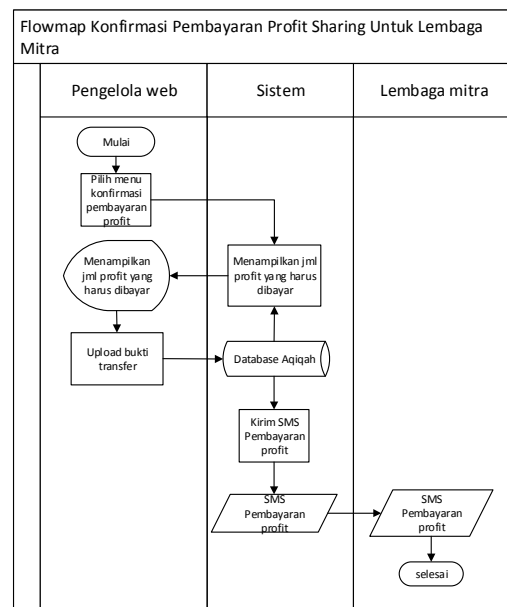 Flowmap Konfirmasi Pembayaran Profit Sharing Untuk Lembaga
Mitra
Pengelola web
Sistem
Lembaga mitra
Mulai
Pilih menu
konfirmasi
pembayaran
profit
Menampilkan
jml profit yang
harus dibayar
Menampilkan jml
profit yang harus
dibayar
Upload bukti
transfer
Database Aqiqah
Kirim SMS
Pembayaran
profit
SMS
Pembayaran
profit
SMS
Pembayaran
profit
selesai